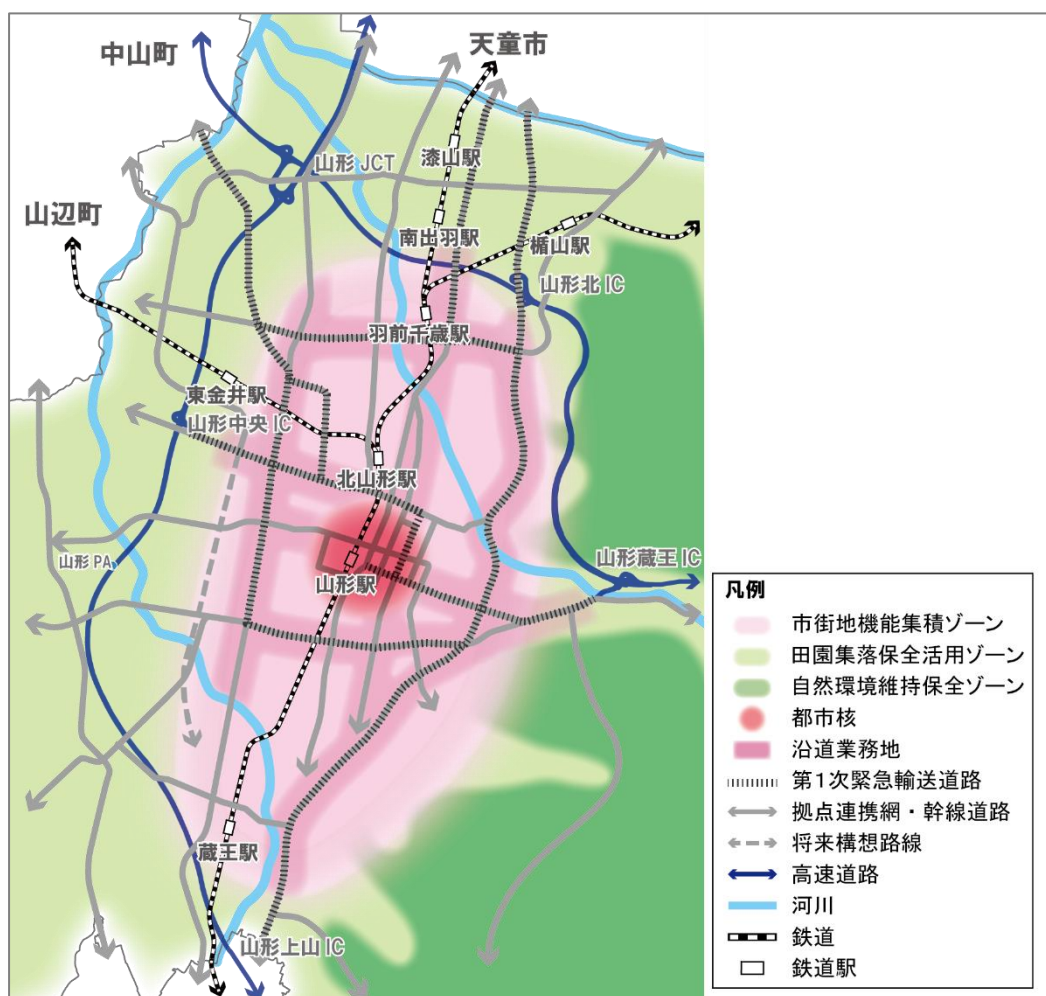 中山町
天童市
山形 JCT
漆山駅
山辺町
南出羽駅
楯山駅
山形北 IC
羽前千歳駅
東金井駅
山形中央 IC
北山形駅
山形 PA
山形駅
山形蔵王 IC
蔵王駅
山形上山 IC
凡例
市街地機能集積ゾーン
田園集落保全活用ゾーン
自然環境維持保全ゾーン
都市核
沿道業務地
第1次緊急輸送道路
拠点連携網・幹線道路
将来構想路線
高速道路
河川
鉄道
鉄道駅